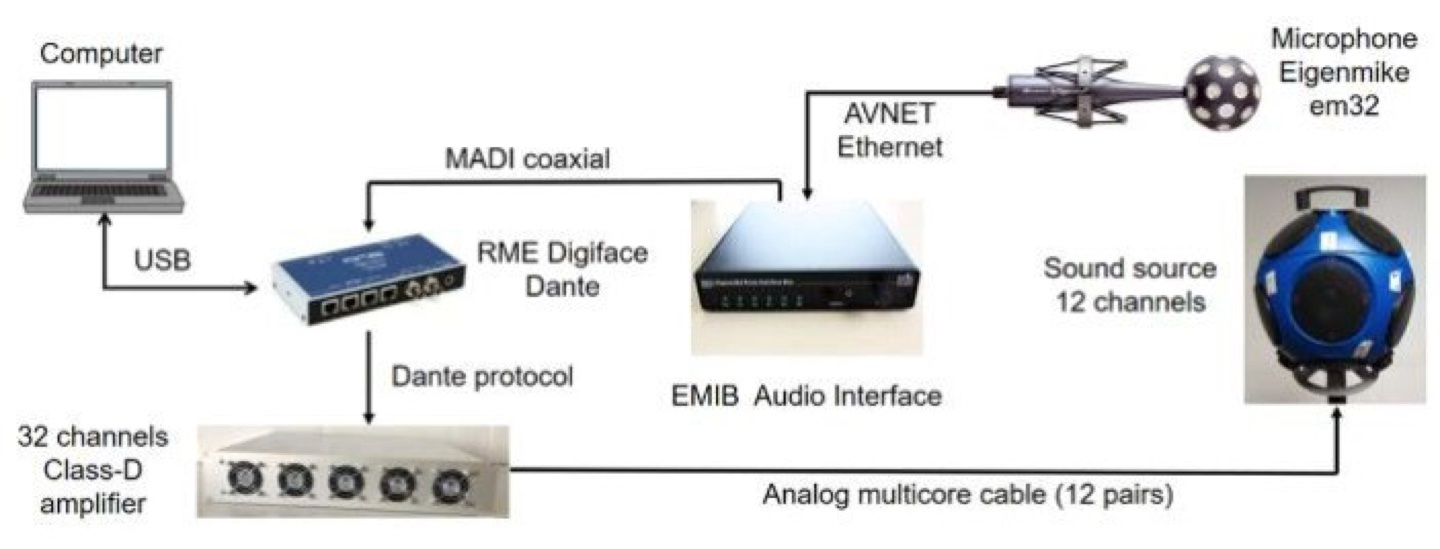 Computer
Microphone
Eigenmike
em32
AVNET
Ethernet
MADI coaxial
USB
RME Digiface
Dante
Sound source
12 channels
Dante protocol
EMIB  Audio Interface
32 channels
Class-D
amplifier
Analog multicore cable (12 pairs)